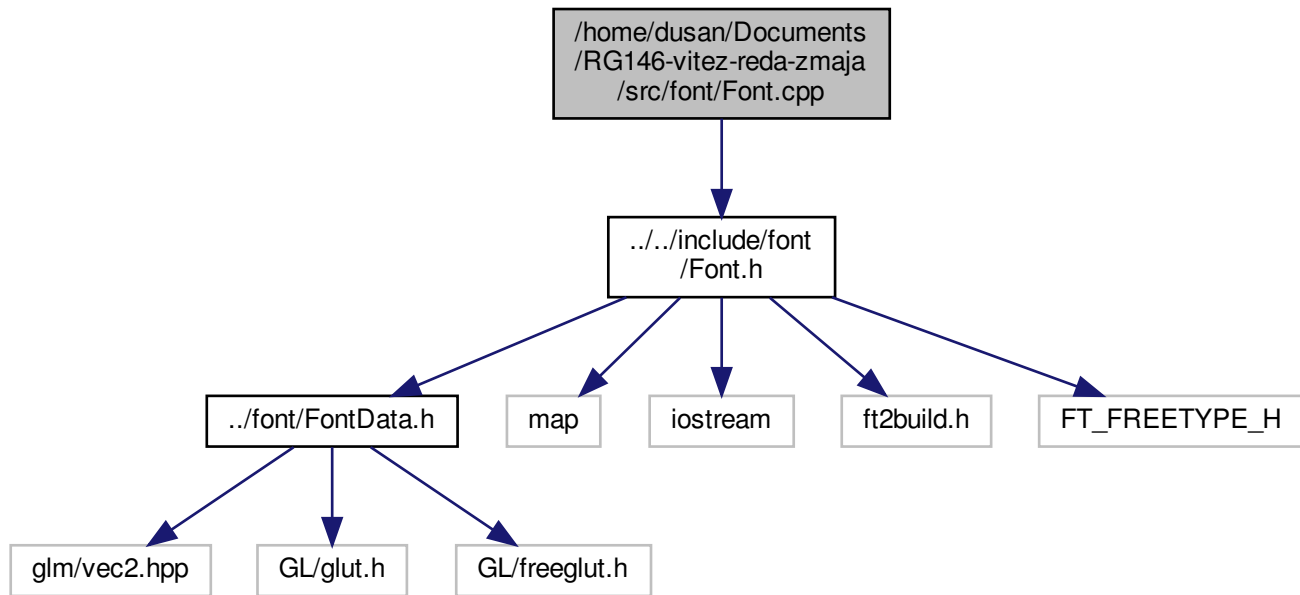 /home/dusan/Documents
/RG146-vitez-reda-zmaja
/src/font/Font.cpp
../../include/font
/Font.h
../font/FontData.h
map
iostream
ft2build.h
FT_FREETYPE_H
glm/vec2.hpp
GL/glut.h
GL/freeglut.h